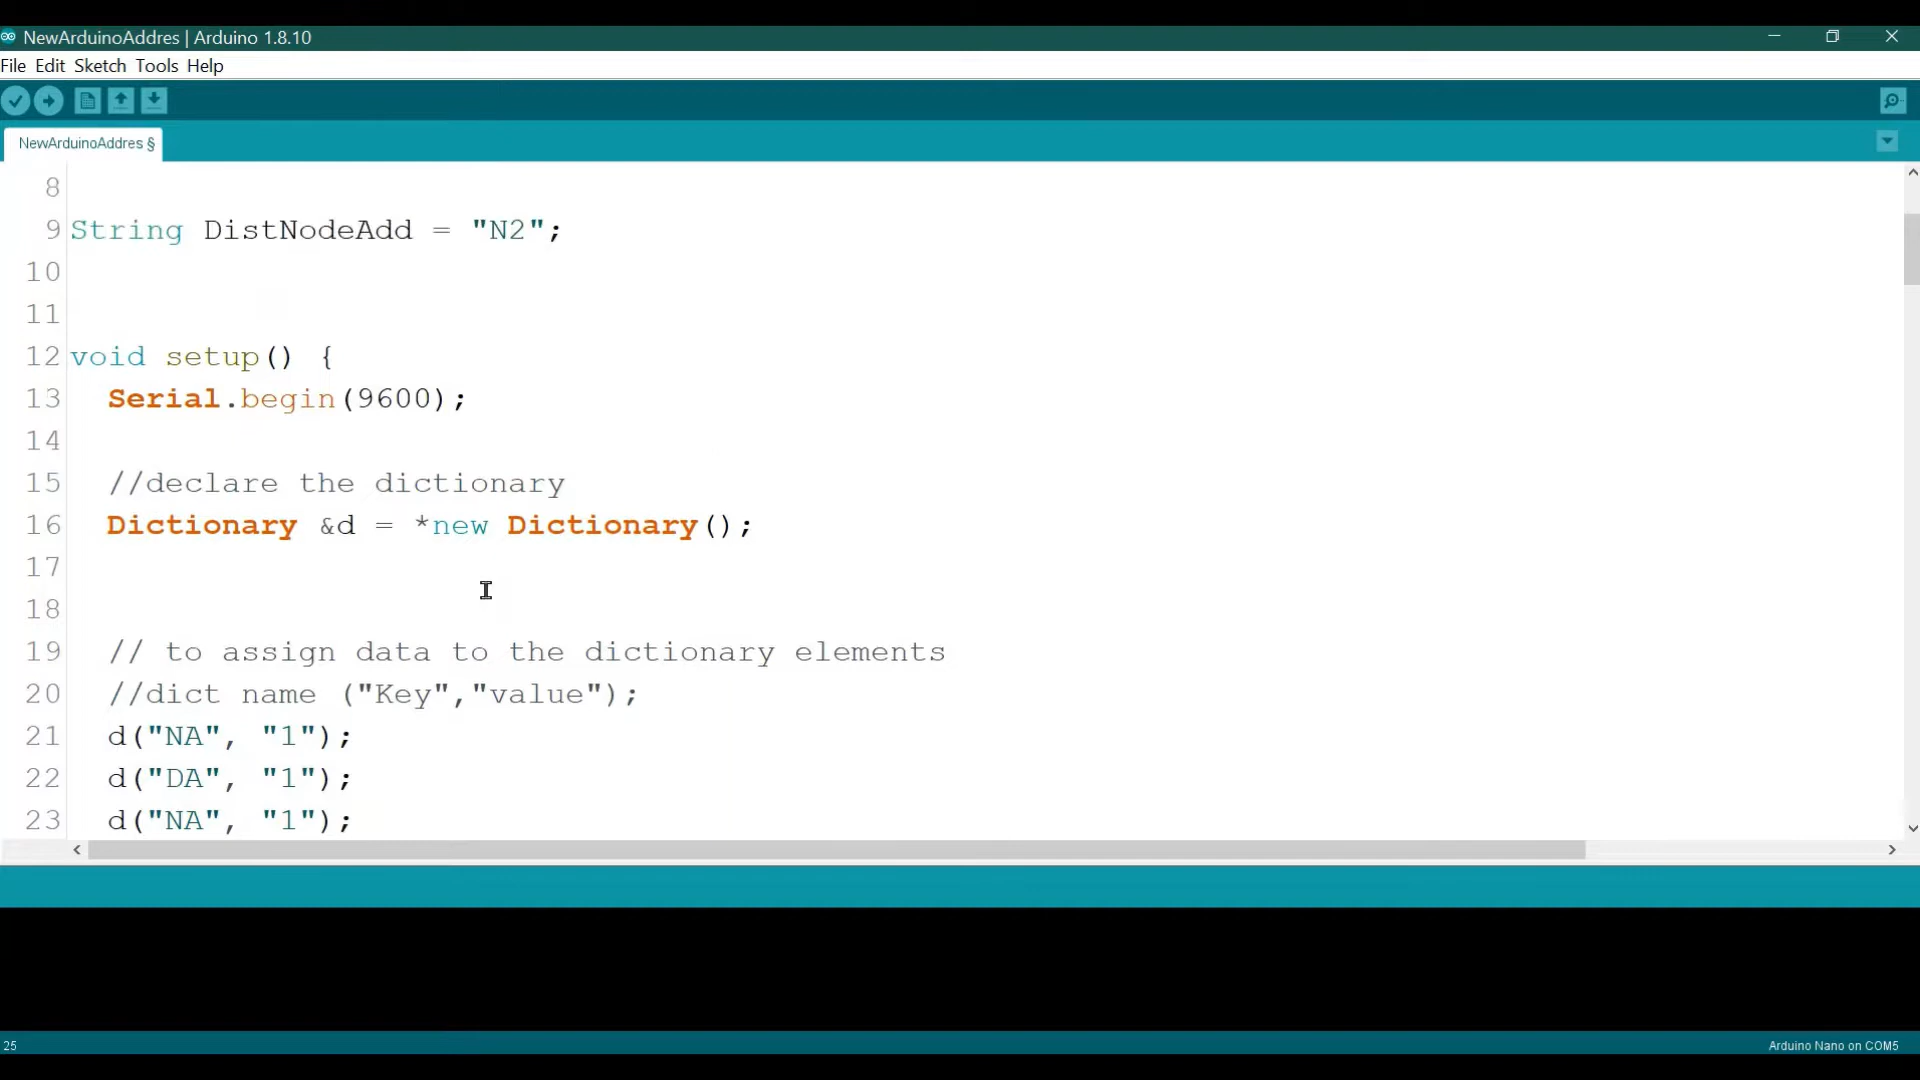 NewArduinoAddres | Arduino 1.8.10
File Edit Sketch Tools Help
NewArduinoAddres §
8
9 String DistNodeAdd = "N2";
10
11
12 void setup() {
13 Serial.begin(9600);
14
15 //declare the dictionary
16 Dictionary &d = *new Dictionary();
17
18
19 // to assign data to the dictionary elements
20 //dict name ("Key","value");
21 d("NA", "1");
22 d("DA", "1");
23 d("NA", "1");
25
Arduino Nano on COM5